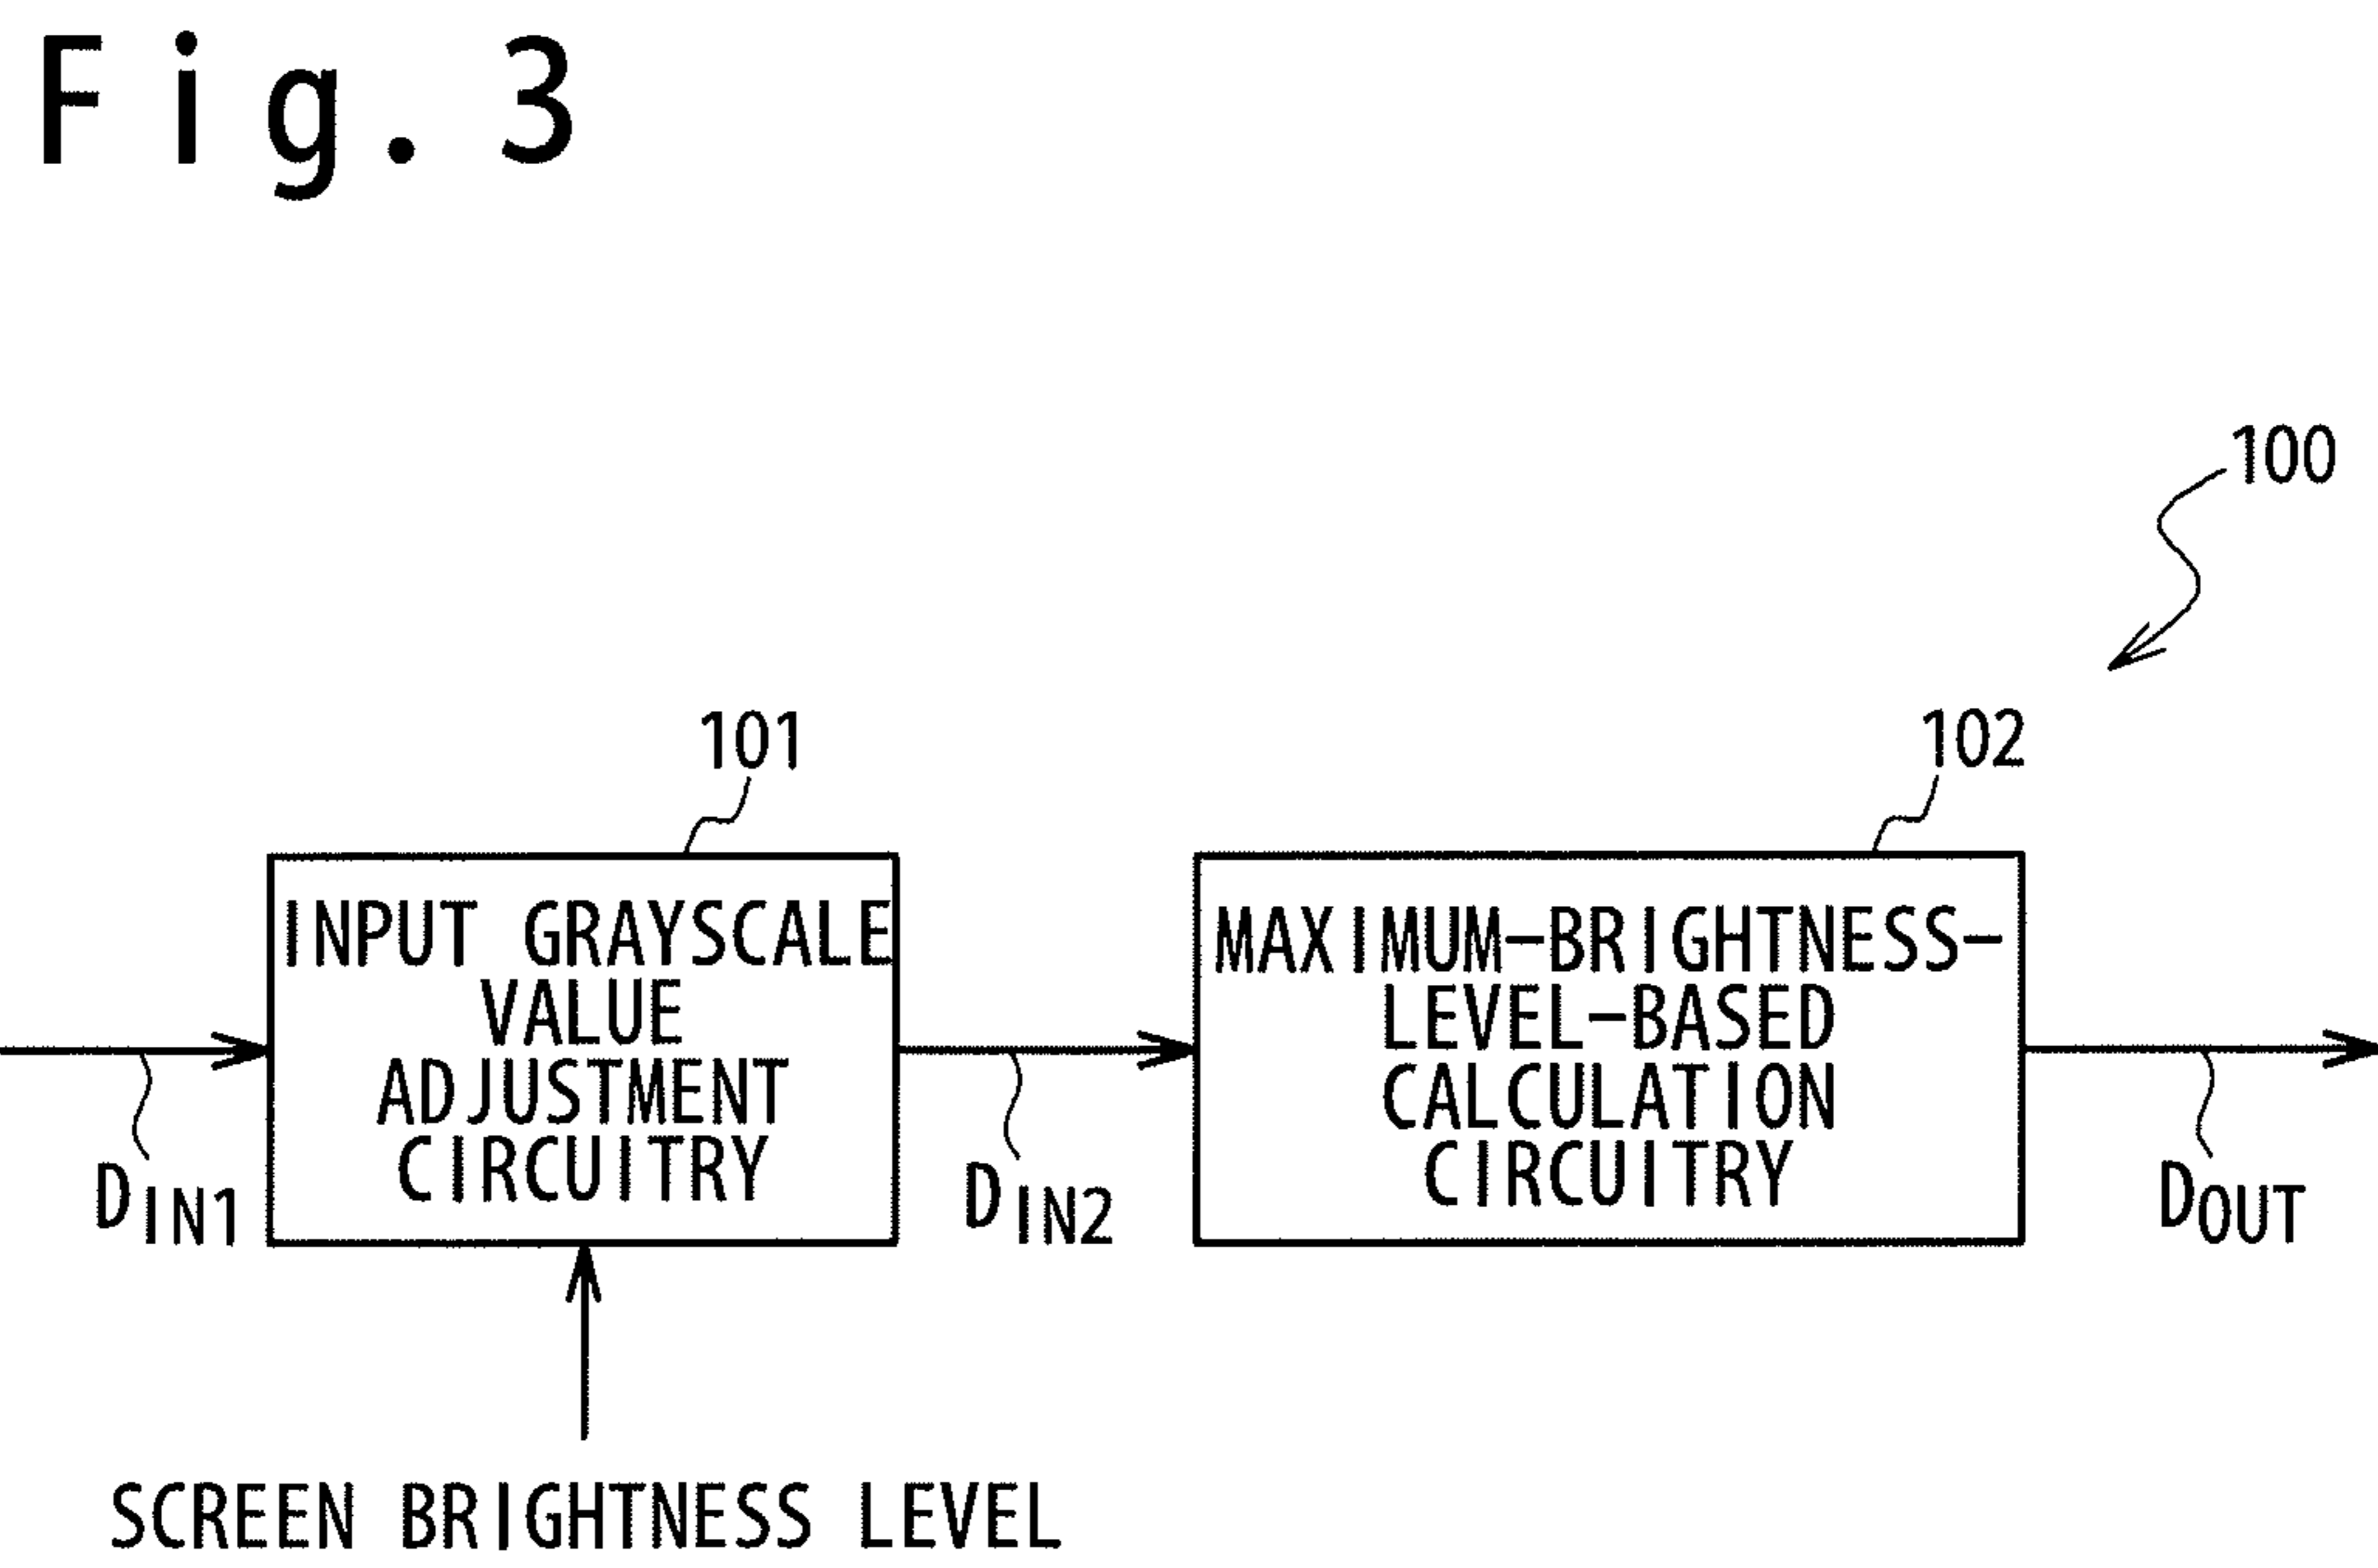 Fig. 3
100
101
102
INPUT GRAYSCALE
VALUE
ADJUSTMENT
CIRCUITRY
MAXIMUM-BRIGHTNESS-
LEVEL-BASED
CALCULATION
CIRCUITRY
DIN1
DIN2
DOUT
SCREEN BRIGHTNESS LEVEL